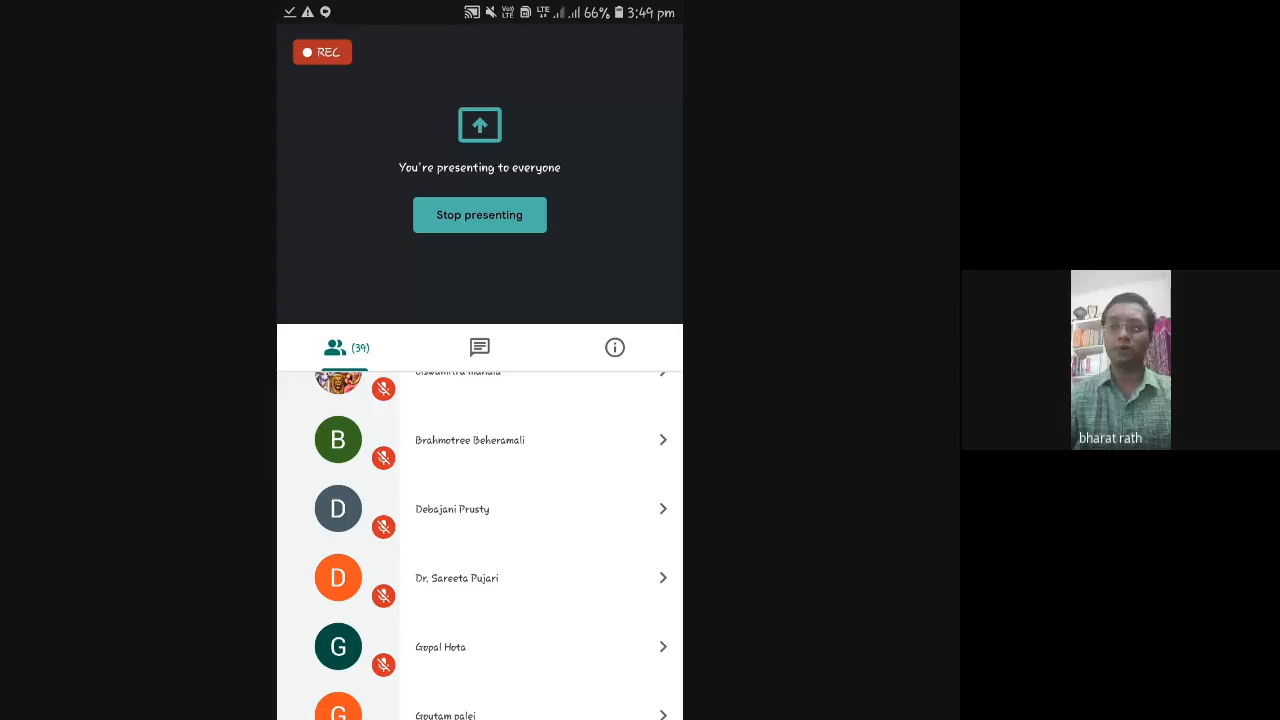 66% 3:49 pm
REC
You're presenting to everyone
Stop presenting
(39)
B Brahmotree Beheramali
D Debajani Prusty
D Dr. Sareeta Pujari
G Gopal Hota
G Goutam palei
bharat rath